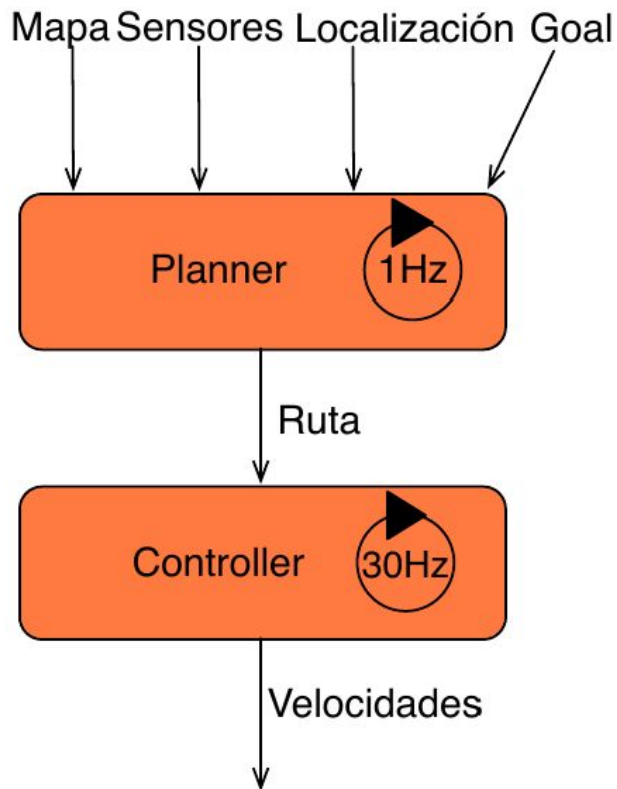 Mapa Sensores Localización Goal
Planner 1Hz
Ruta
Controller 30Hz
Velocidades